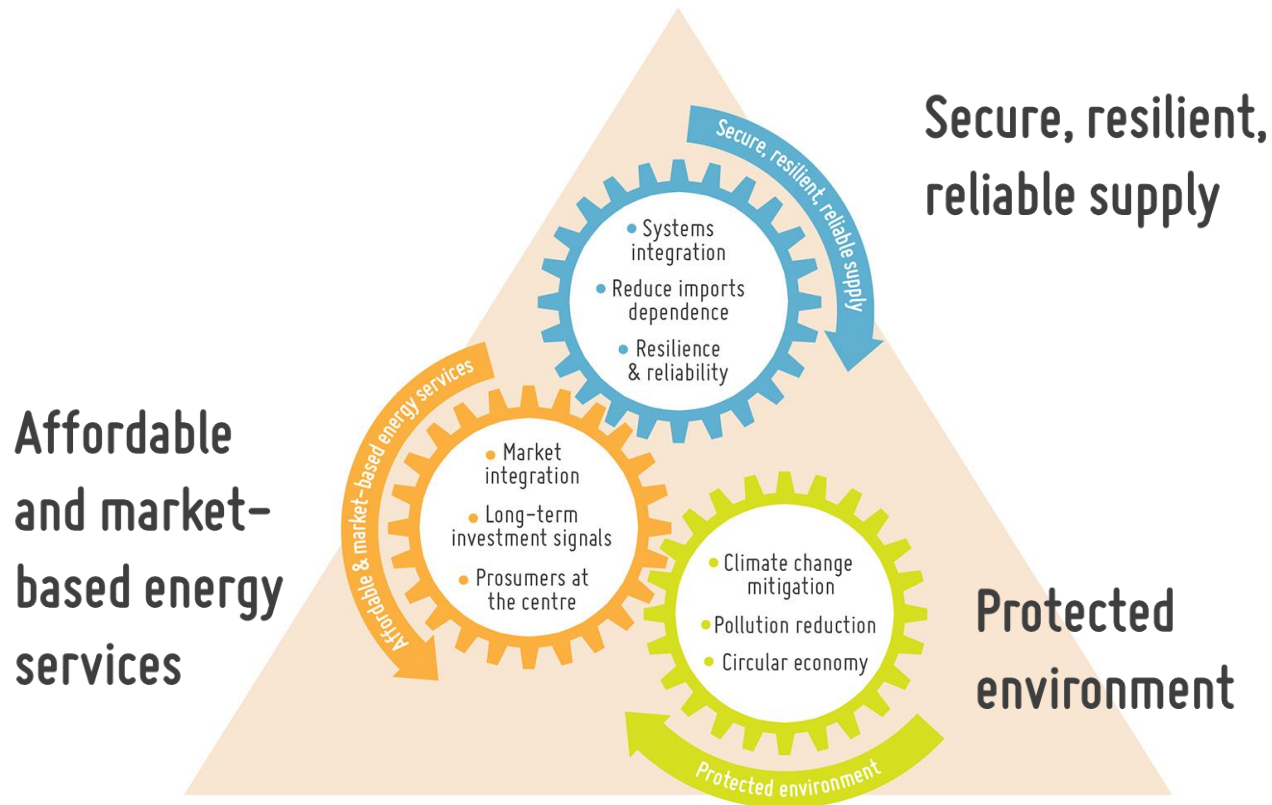 Secure, resilient,
reliable supply
Secure, resilient, reliable supply
• Systems
integration
• Reduce imports
dependence
• Resilience
& reliability
Affordable
and market-
based energy
services
Affordable & market-based energy services
• Market
integration
• Long-term
investment signals
• Prosumers at
the centre
• Climate change
mitigation
• Pollution reduction
• Circular economy
Protected environment
Protected
environment